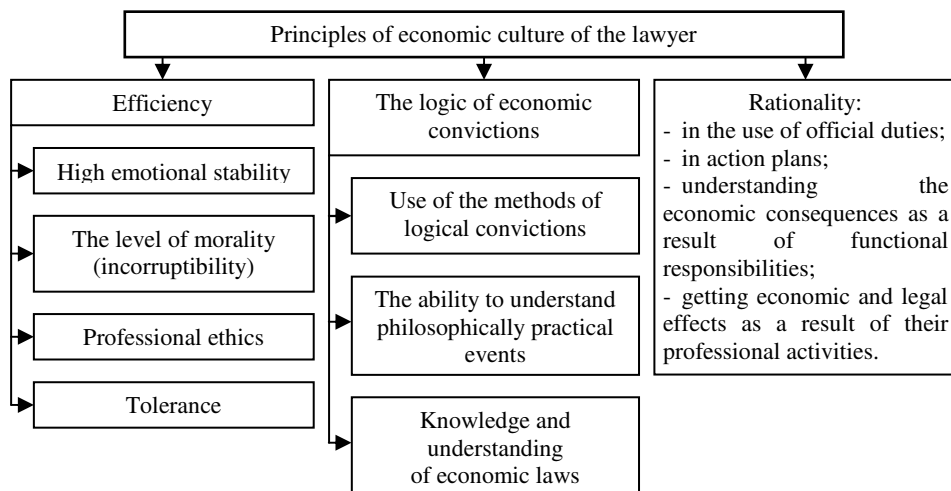 Principles of economic culture of the lawyer
Efficiency
High emotional stability
The level of morality
(incorruptibility)
Professional ethics
Tolerance
The logic of economic
convictions
Use of the methods of
logical convictions
The ability to understand
philosophically practical
events
Knowledge and
understanding
of economic laws
Rationality:
- in the use of official duties;
- in action plans;
- understanding the
economic consequences as a
result of functional
responsibilities;
- getting economic and legal
effects as a result of their
professional activities.